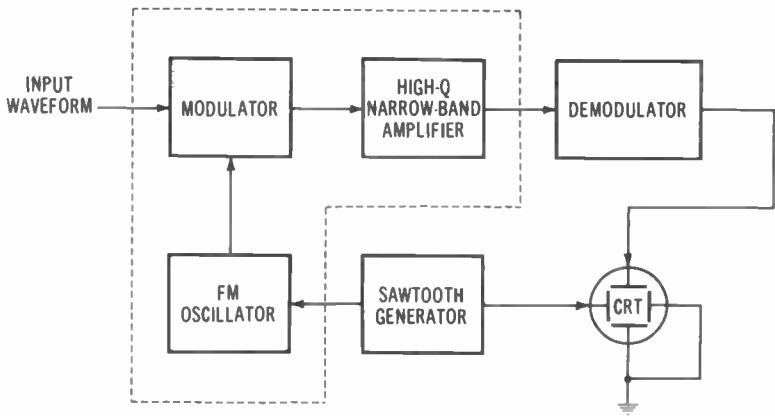 INPUT
WAVEFORM
MODULATOR
HIGH-Q
NARROW-BAND
AMPLIFIER
DEMODULATOR
FM
OSCILLATOR
SAWTOOTH
GENERATOR
CRT